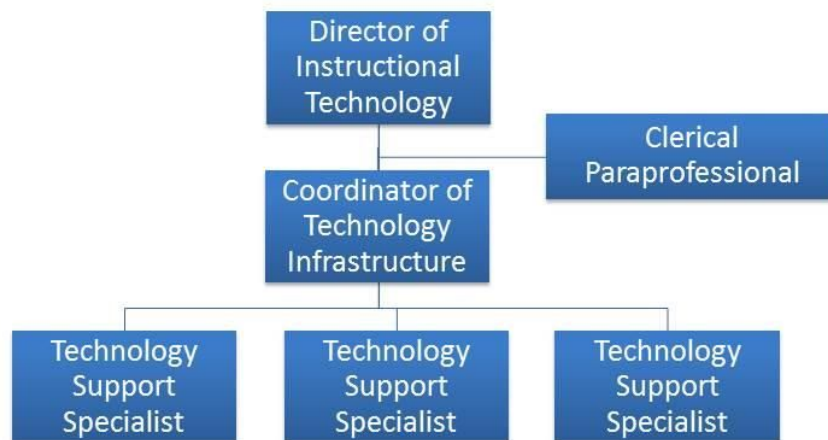 Director of
Instructional
Technology
Clerical
Paraprofessional
Coordinator of
Technology
Infrastructure
Technology
Support
Specialist
Technology
Support
Specialist
Technology
Support
Specialist